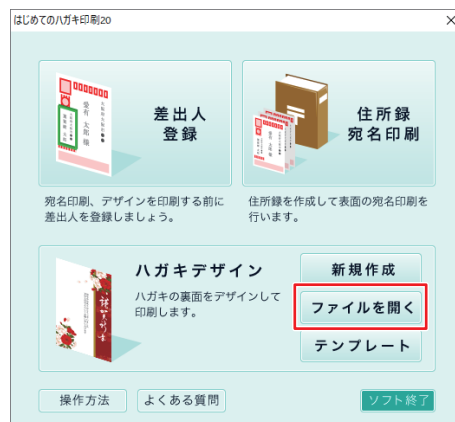 はじめてのハガキ印刷20
差出人
登録
住所録
宛名印刷
宛名印刷、デザインを印刷する前に
差出人を登録しましょう。
住所録を作成して表面の宛名印刷を
行います。
ハガキデザイン
ハガキの裏面をデザインして
印刷します。
新規作成
ファイルを開く
テンプレート
操作方法
よくある質問
ソフト終了